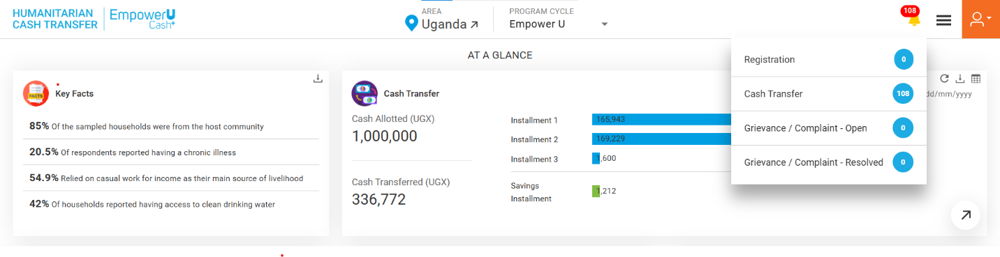 HUMANITARIAN
CASH TRANSFER
EmpowerU
Cash+
AREA
Uganda
PROGRAM CYCLE
Empower U
108
AT A GLANCE
Registration 0
Cash Transfer 108
Grievance / Complaint - Open 0
Grievance / Complaint - Resolved 0
FACTS
Key Facts
85% Of the sampled households were from the host community
20.5% Of respondents reported having a chronic illness
54.9% Relied on casual work for income as their main source of livelihood
42% Of households reported having access to clean drinking water
Cash Transfer
dd/mm/yyyy
Cash Allotted (UGX)
1,000,000
Cash Transferred (UGX)
336,772
Installment 1 165,943
Installment 2 169,229
Installment 3 1,600
Savings
Installment
1,212